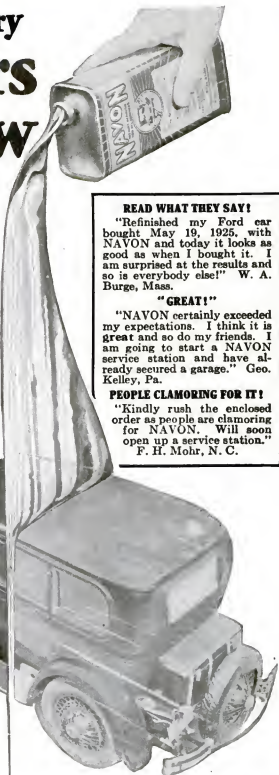 ry
rs
w
NAVON
READ WHAT THEY SAY!
"Refinished my Ford car
bought May 19, 1925, with
NAVON and today it looks as
good as when I bought it. I
am surprised at the results and
so is everybody else!" W. A.
Burge, Mass.
"GREAT!"
"NAVON certainly exceeded
my expectations. I think it is
great and so do my friends. I
am going to start a NAVON
service station and have al-
ready secured a garage." Geo.
Kelley, Pa.
PEOPLE CLAMORING FOR IT!
"Kindly rush the enclosed
order as people are clamoring
for NAVON. Will soon
open up a service station."
F. H. Mohr, N. C.